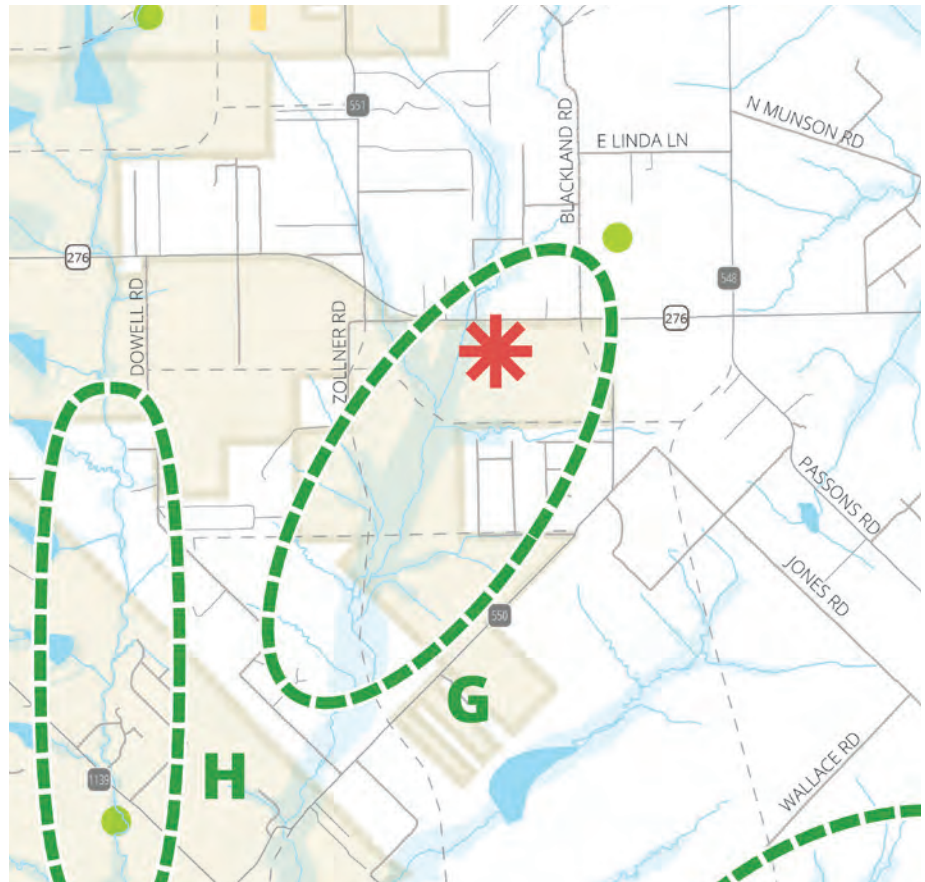 551
BLACKLAND RD
E LINDA LN
N MUNSON RD
276
DOWELL RD
ZOLLNER RD
548
276
PASSONS RD
JONES RD
550
G
H
1139
WALLACE RD